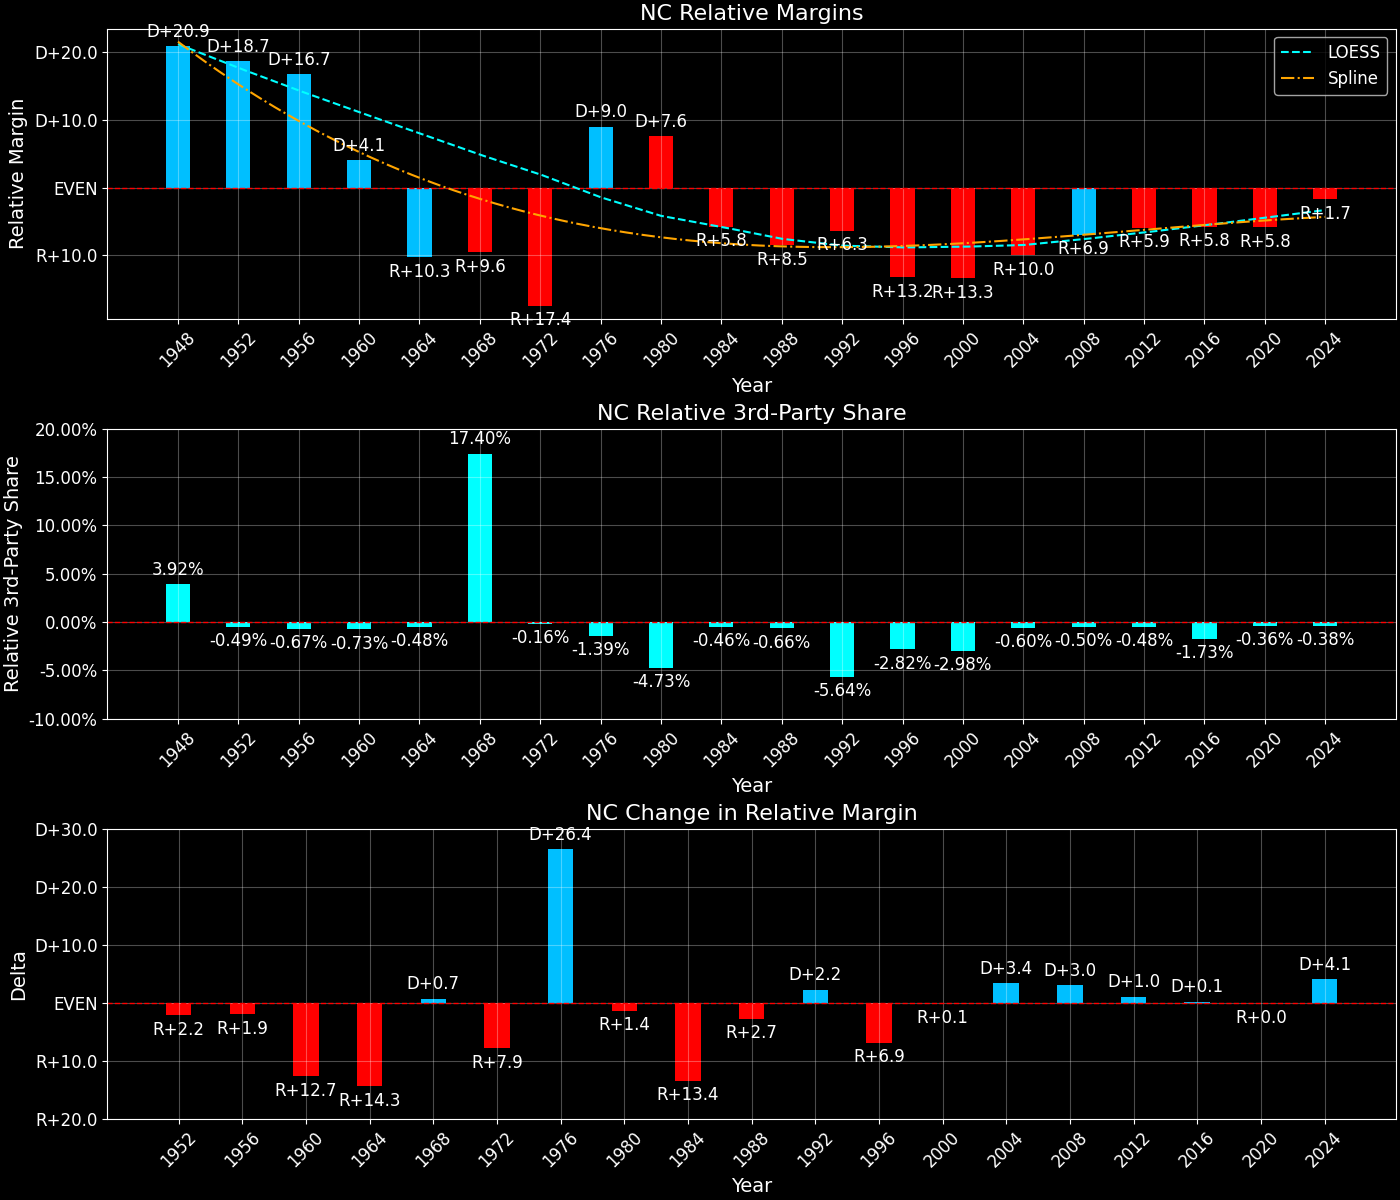 NC Relative Margins
Relative Margin
D+20.0
D+10.0
EVEN
R+10.0
D+20.9
D+18.7
D+16.7
D+4.1
R+10.3
R+9.6
R+17.4
D+9.0
D+7.6
R+5.8
R+8.5
R+6.3
R+13.2
R+13.3
R+10.0
R+6.9
R+5.9
R+5.8
R+5.8
R+1.7
LOESS
Spline
1948 1952 1956 1960 1964 1968 1972 1976 1980 1984 1988 1992 1996 2000 2004 2008 2012 2016 2020 2024
Year
NC Relative 3rd-Party Share
Relative 3rd-Party Share
20.00%
15.00%
10.00%
5.00%
0.00%
-5.00%
-10.00%
3.92%
-0.49%
-0.67%
-0.73%
-0.48%
17.40%
-0.16%
-1.39%
-4.73%
-0.46%
-0.66%
-5.64%
-2.82%
-2.98%
-0.60%
-0.50%
-0.48%
-1.73%
-0.36%
-0.38%
1948 1952 1956 1960 1964 1968 1972 1976 1980 1984 1988 1992 1996 2000 2004 2008 2012 2016 2020 2024
Year
NC Change in Relative Margin
Delta
D+30.0
D+20.0
D+10.0
EVEN
R+10.0
R+20.0
R+2.2
R+1.9
R+12.7
R+14.3
D+0.7
R+7.9
D+26.4
R+1.4
R+13.4
R+2.7
D+2.2
R+6.9
R+0.1
D+3.4
D+3.0
D+1.0
D+0.1
R+0.0
D+4.1
1952 1956 1960 1964 1968 1972 1976 1980 1984 1988 1992 1996 2000 2004 2008 2012 2016 2020 2024
Year